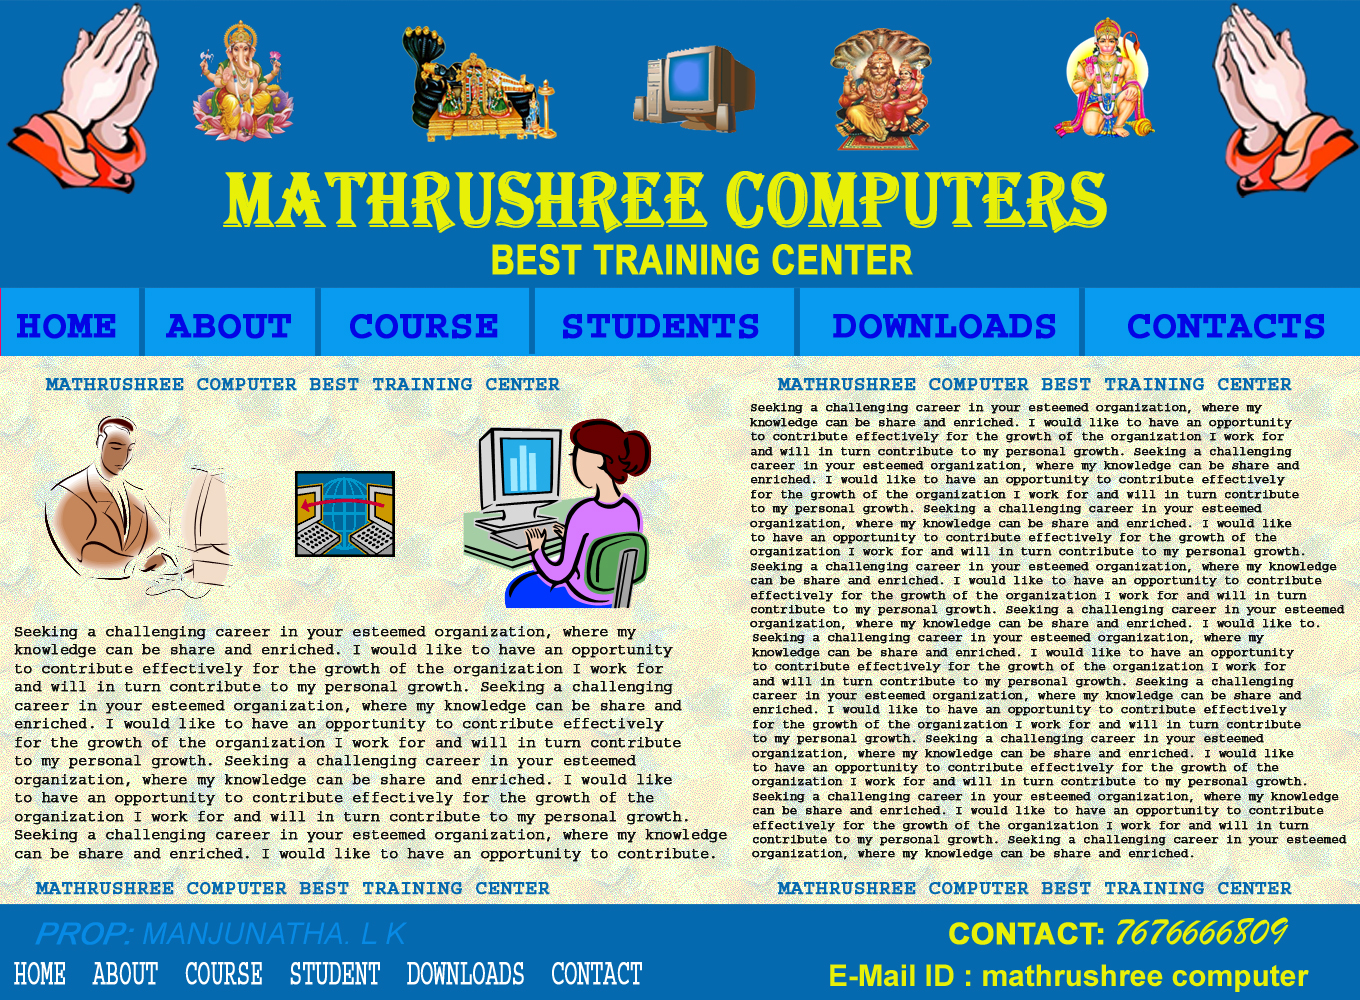 MATHRUSHREE COMPUTERS
BEST TRAINING CENTER
HOME ABOUT COURSE STUDENTS DOWNLOADS CONTACTS
MATHRUSHREE COMPUTER BEST TRAINING CENTER
Seeking a challenging career in your esteemed organization, where my
knowledge can be share and enriched. I would like to have an opportunity
to contribute effectively for the growth of the organization I work for
and will in turn contribute to my personal growth. Seeking a challenging
career in your esteemed organization, where my knowledge can be share and
enriched. I would like to have an opportunity to contribute effectively
for the growth of the organization I work for and will in turn contribute
to my personal growth. Seeking a challenging career in your esteemed
organization, where my knowledge can be share and enriched. I would like
to have an opportunity to contribute effectively for the growth of the
organization I work for and will in turn contribute to my personal growth.
Seeking a challenging career in your esteemed organization, where my knowledge
can be share and enriched. I would like to have an opportunity to contribute.
MATHRUSHREE COMPUTER BEST TRAINING CENTER
MATHRUSHREE COMPUTER BEST TRAINING CENTER
Seeking a challenging career in your esteemed organization, where my
knowledge can be share and enriched. I would like to have an opportunity
to contribute effectively for the growth of the organization I work for
and will in turn contribute to my personal growth. Seeking a challenging
career in your esteemed organization, where my knowledge can be share and
enriched. I would like to have an opportunity to contribute effectively
for the growth of the organization I work for and will in turn contribute
to my personal growth. Seeking a challenging career in your esteemed
organization, where my knowledge can be share and enriched. I would like
to have an opportunity to contribute effectively for the growth of the
organization I work for and will in turn contribute to my personal growth.
Seeking a challenging career in your esteemed organization, where my knowledge
can be share and enriched. I would like to have an opportunity to contribute
effectively for the growth of the organization I work for and will in turn
contribute to my personal growth. Seeking a challenging career in your esteemed
organization, where my knowledge can be share and enriched. I would like to.
Seeking a challenging career in your esteemed organization, where my
knowledge can be share and enriched. I would like to have an opportunity
to contribute effectively for the growth of the organization I work for
and will in turn contribute to my personal growth. Seeking a challenging
career in your esteemed organization, where my knowledge can be share and
enriched. I would like to have an opportunity to contribute effectively
for the growth of the organization I work for and will in turn contribute
to my personal growth. Seeking a challenging career in your esteemed
organization, where my knowledge can be share and enriched. I would like
to have an opportunity to contribute effectively for the growth of the
organization I work for and will in turn contribute to my personal growth.
Seeking a challenging career in your esteemed organization, where my knowledge
can be share and enriched. I would like to have an opportunity to contribute
effectively for the growth of the organization I work for and will in turn
contribute to my personal growth. Seeking a challenging career in your esteemed
organization, where my knowledge can be share and enriched.
MATHRUSHREE COMPUTER BEST TRAINING CENTER
PROP: MANJUNATHA. L K
HOME ABOUT COURSE STUDENT DOWNLOADS CONTACT
CONTACT: 7676666809
E-Mail ID : mathrushree computer